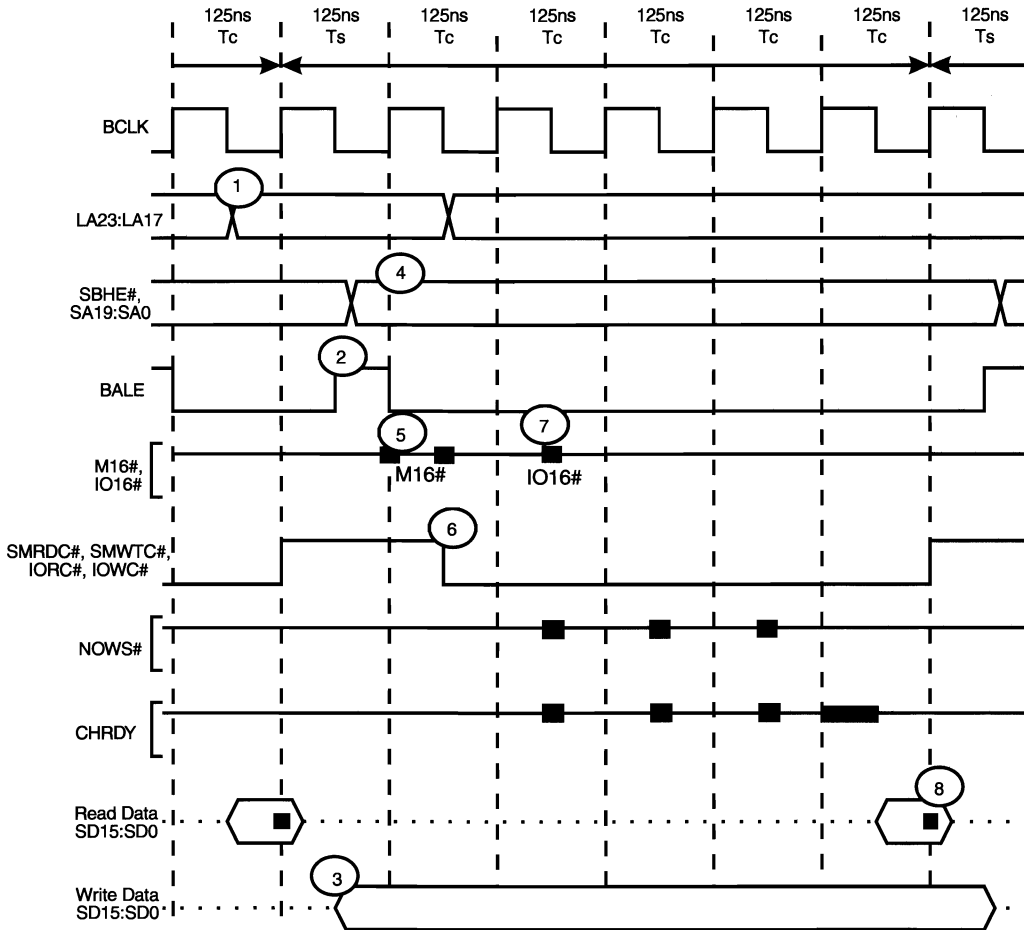 125ns 125ns 125ns 125ns 125ns 125ns 125ns 125ns
Tc Ts Tc Tc Tc Tc Tc Ts
BCLK
1
LA23:LA17
4
SBHE#,
SA19:SA0
2
BALE
5
7
M16#,
IO16#
M16#
IO16#
6
SMRDC#, SMWTC#,
IORC#, IOWC#
NOWS#
CHRDY
8
Read Data
SD15:SD0
3
Write Data
SD15:SD0